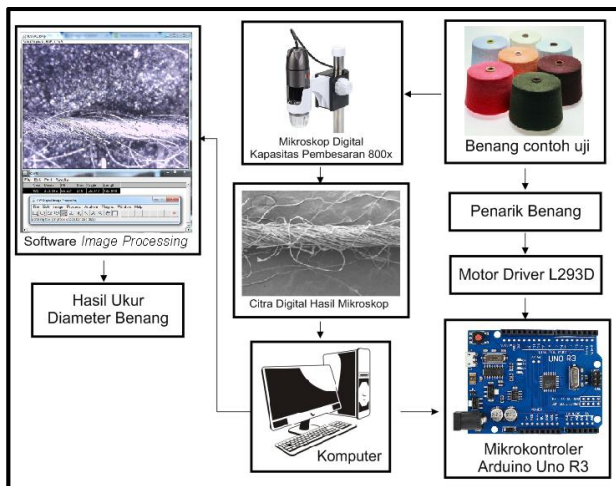 Software Image Processing
Hasil Ukur
Diameter Benang
Mikroskop Digital
Kapasitas Pembesaran 800x
Citra Digital Hasil Mikroskop
Komputer
Benang contoh uji
Penarik Benang
Motor Driver L293D
UNO R3
Mikrokontroler
Arduino Uno R3